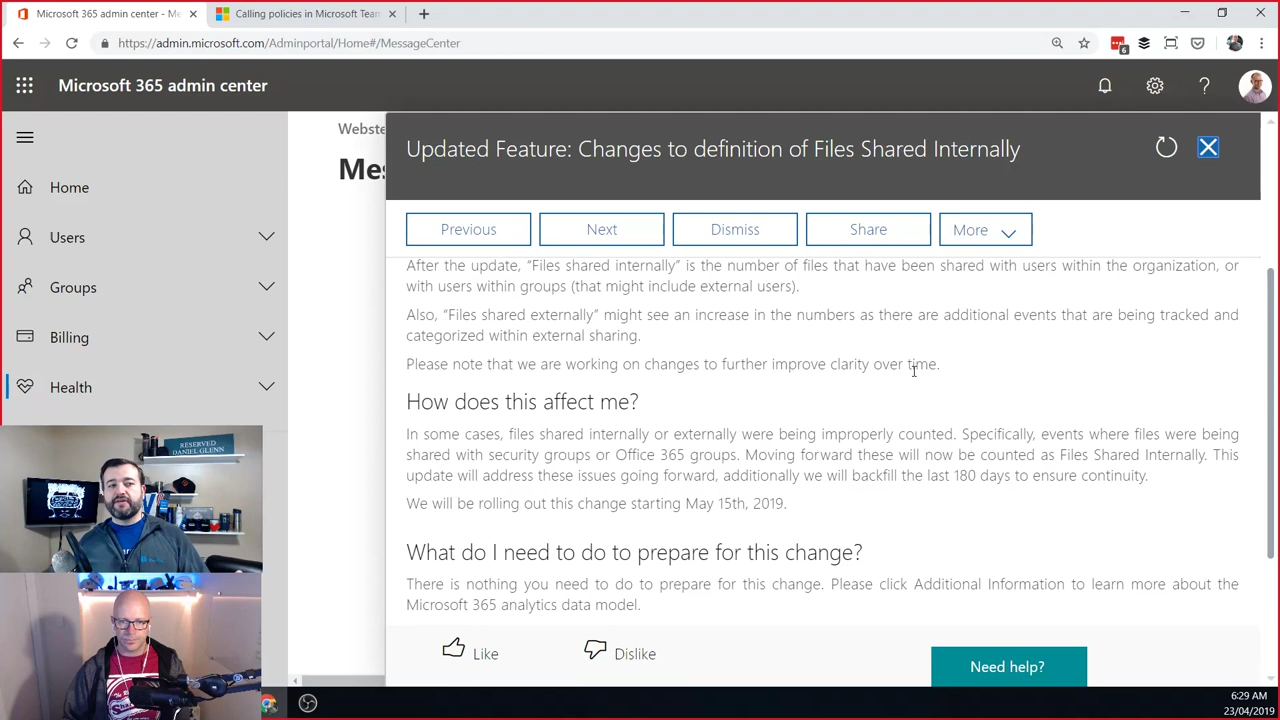 Microsoft 365 admin center - Me
Calling policies in Microsoft Team
https://admin.microsoft.com/Adminportal/Home#/MessageCenter
6
Microsoft 365 admin center
Home
Users
Groups
Billing
Health
Webste
Mes
Updated Feature: Changes to definition of Files Shared Internally
Previous
Next
Dismiss
Share
More
After the update, “Files shared internally” is the number of files that have been shared with users within the organization, or
with users within groups (that might include external users).
Also, “Files shared externally” might see an increase in the numbers as there are additional events that are being tracked and
categorized within external sharing.
Please note that we are working on changes to further improve clarity over time.
How does this affect me?
In some cases, files shared internally or externally were being improperly counted. Specifically, events where files were being
shared with security groups or Office 365 groups. Moving forward these will now be counted as Files Shared Internally. This
update will address these issues going forward, additionally we will backfill the last 180 days to ensure continuity.
We will be rolling out this change starting May 15th, 2019.
What do I need to do to prepare for this change?
There is nothing you need to do to prepare for this change. Please click Additional Information to learn more about the
Microsoft 365 analytics data model.
Like
Dislike
Need help?
RESERVED
DANIEL GLENN
6:29 AM
23/04/2019